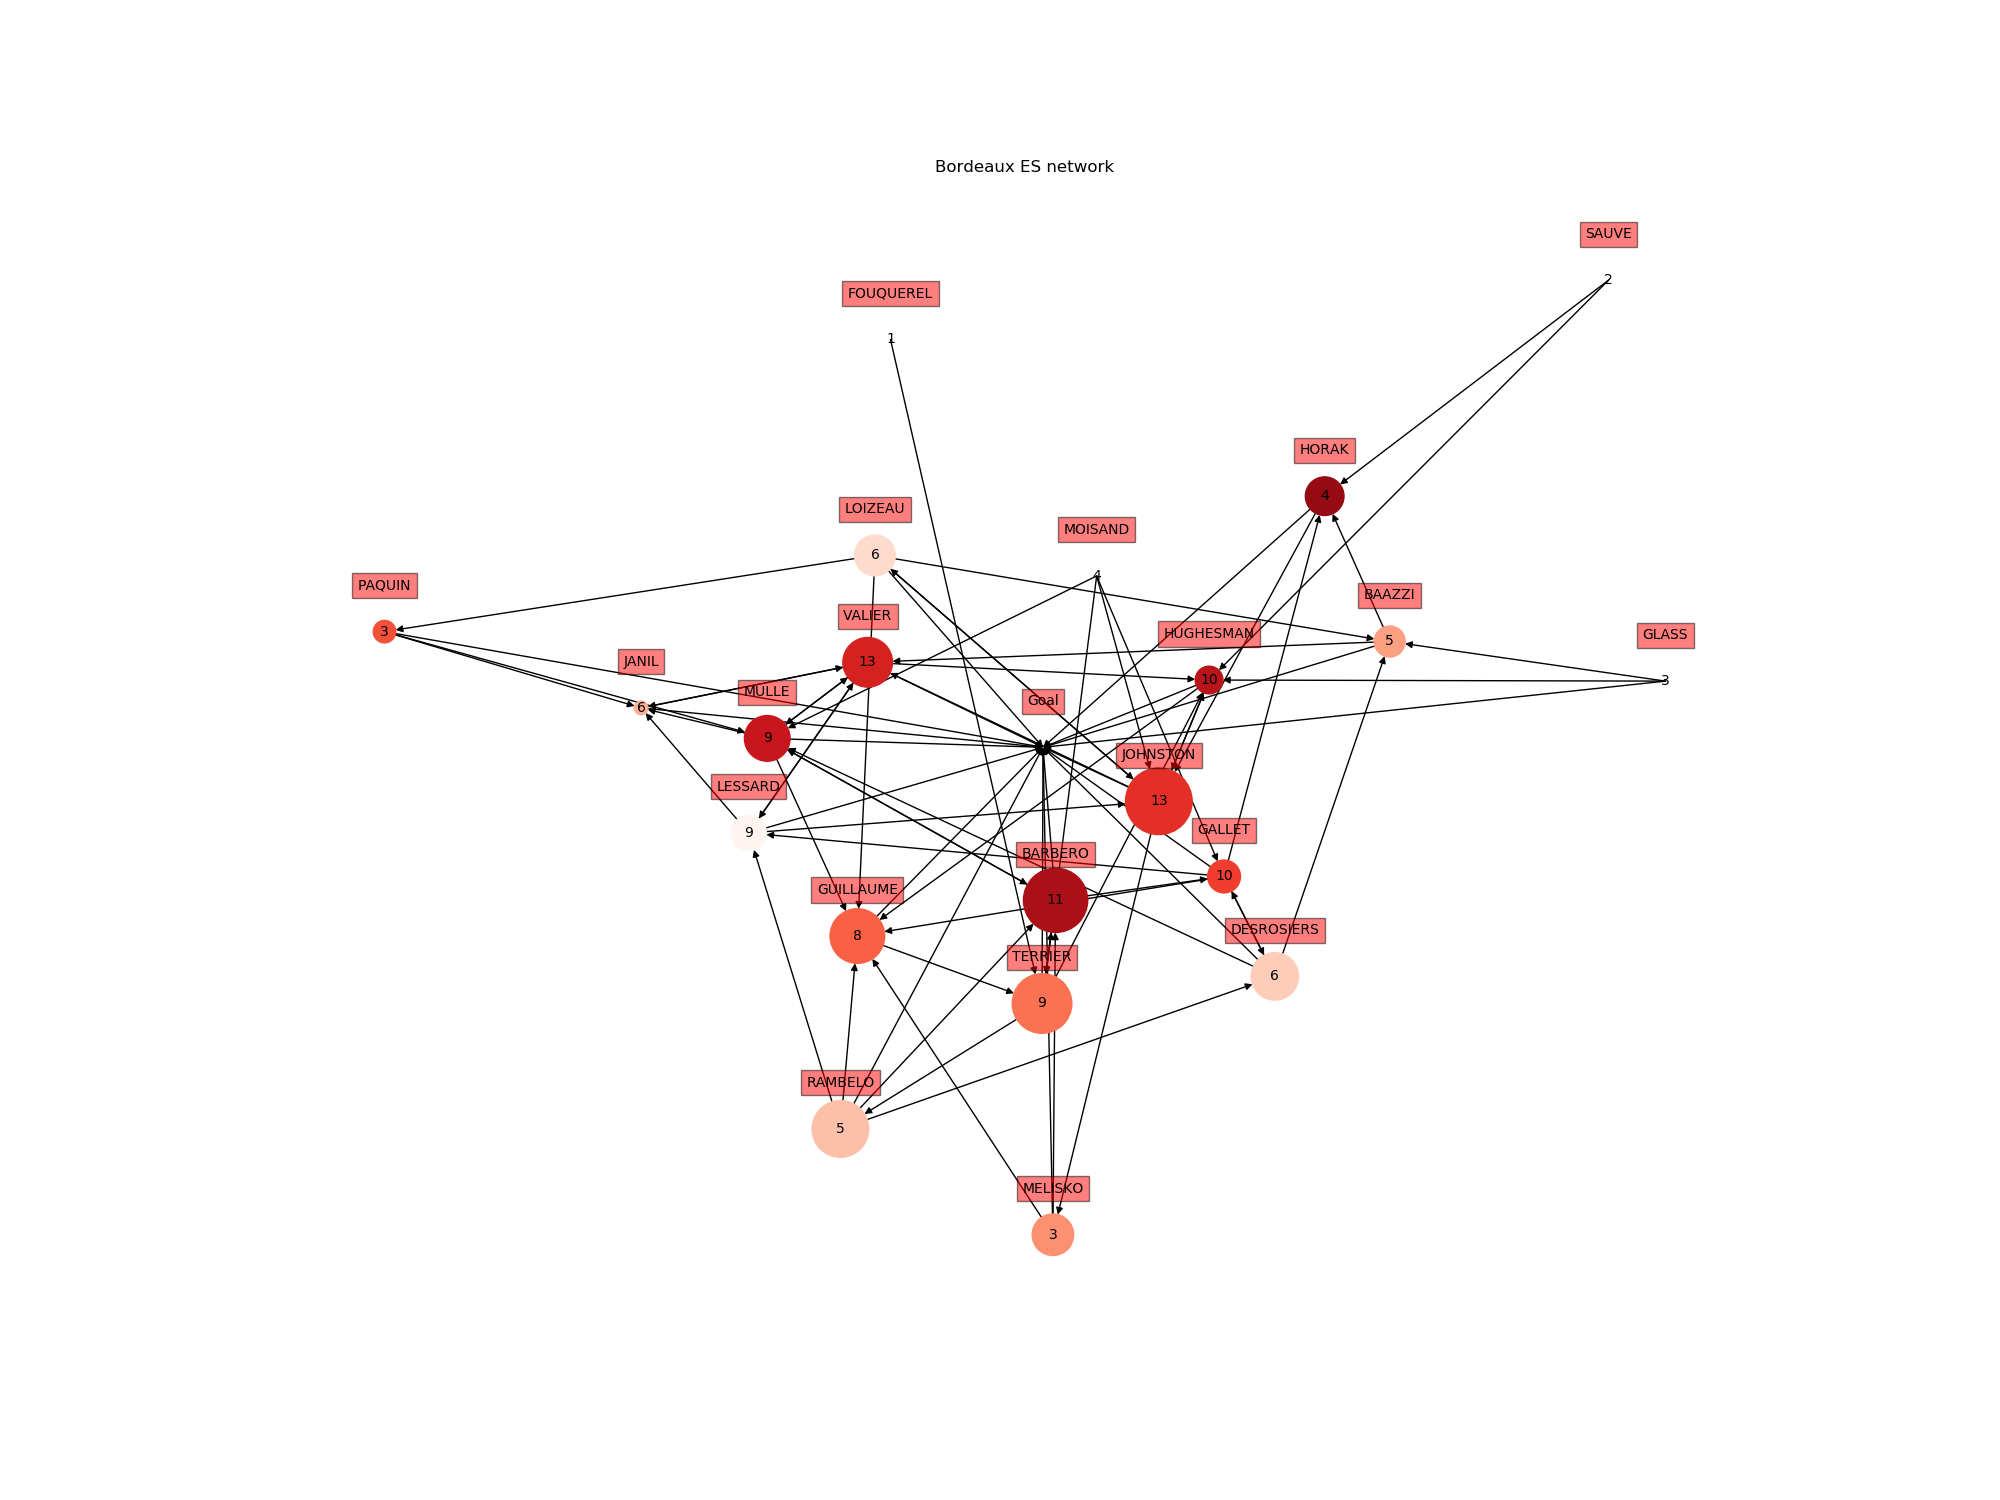 Bordeaux ES network
SAUVE
2
FOUQUEREL
1
HORAK
4
LOIZEAU
6
MOISAND
4
PAQUIN
3
BAAZZI
5
GLASS
3
VALIER
13
HUGHESMAN
10
JANIL
6
MULLE
9
Goal
JOHNSTON
13
LESSARD
9
GALLET
10
BARBERO
11
GUILLAUME
8
DESROSIERS
6
TERRIER
9
RAMBELO
5
MELISKO
3